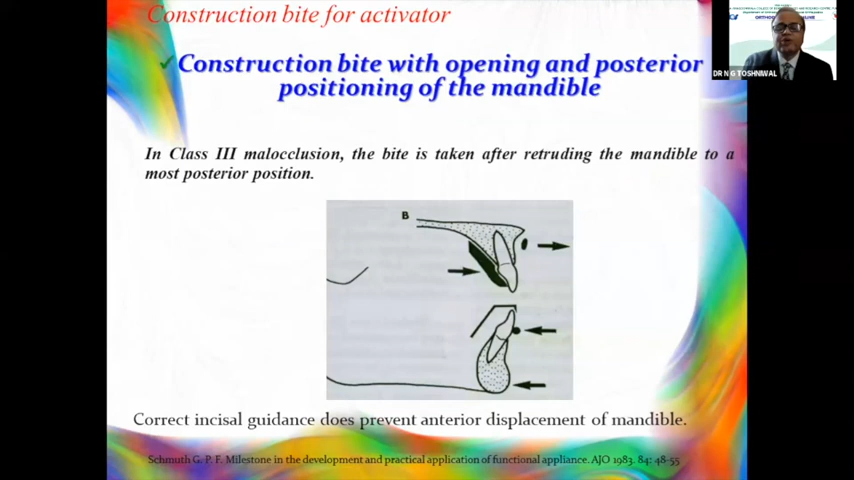 Construction bite for activator
✓Construction bite with opening and posterior
positioning of the mandible
In Class III malocclusion, the bite is taken after retruding the mandible to a
most posterior position.
B
Correct incisal guidance does prevent anterior displacement of mandible.
Schmuth G. P. F. Milestone in the development and practical application of functional appliance. AJO 1983. 84: 48-55
DR N G TOSHNIWAL